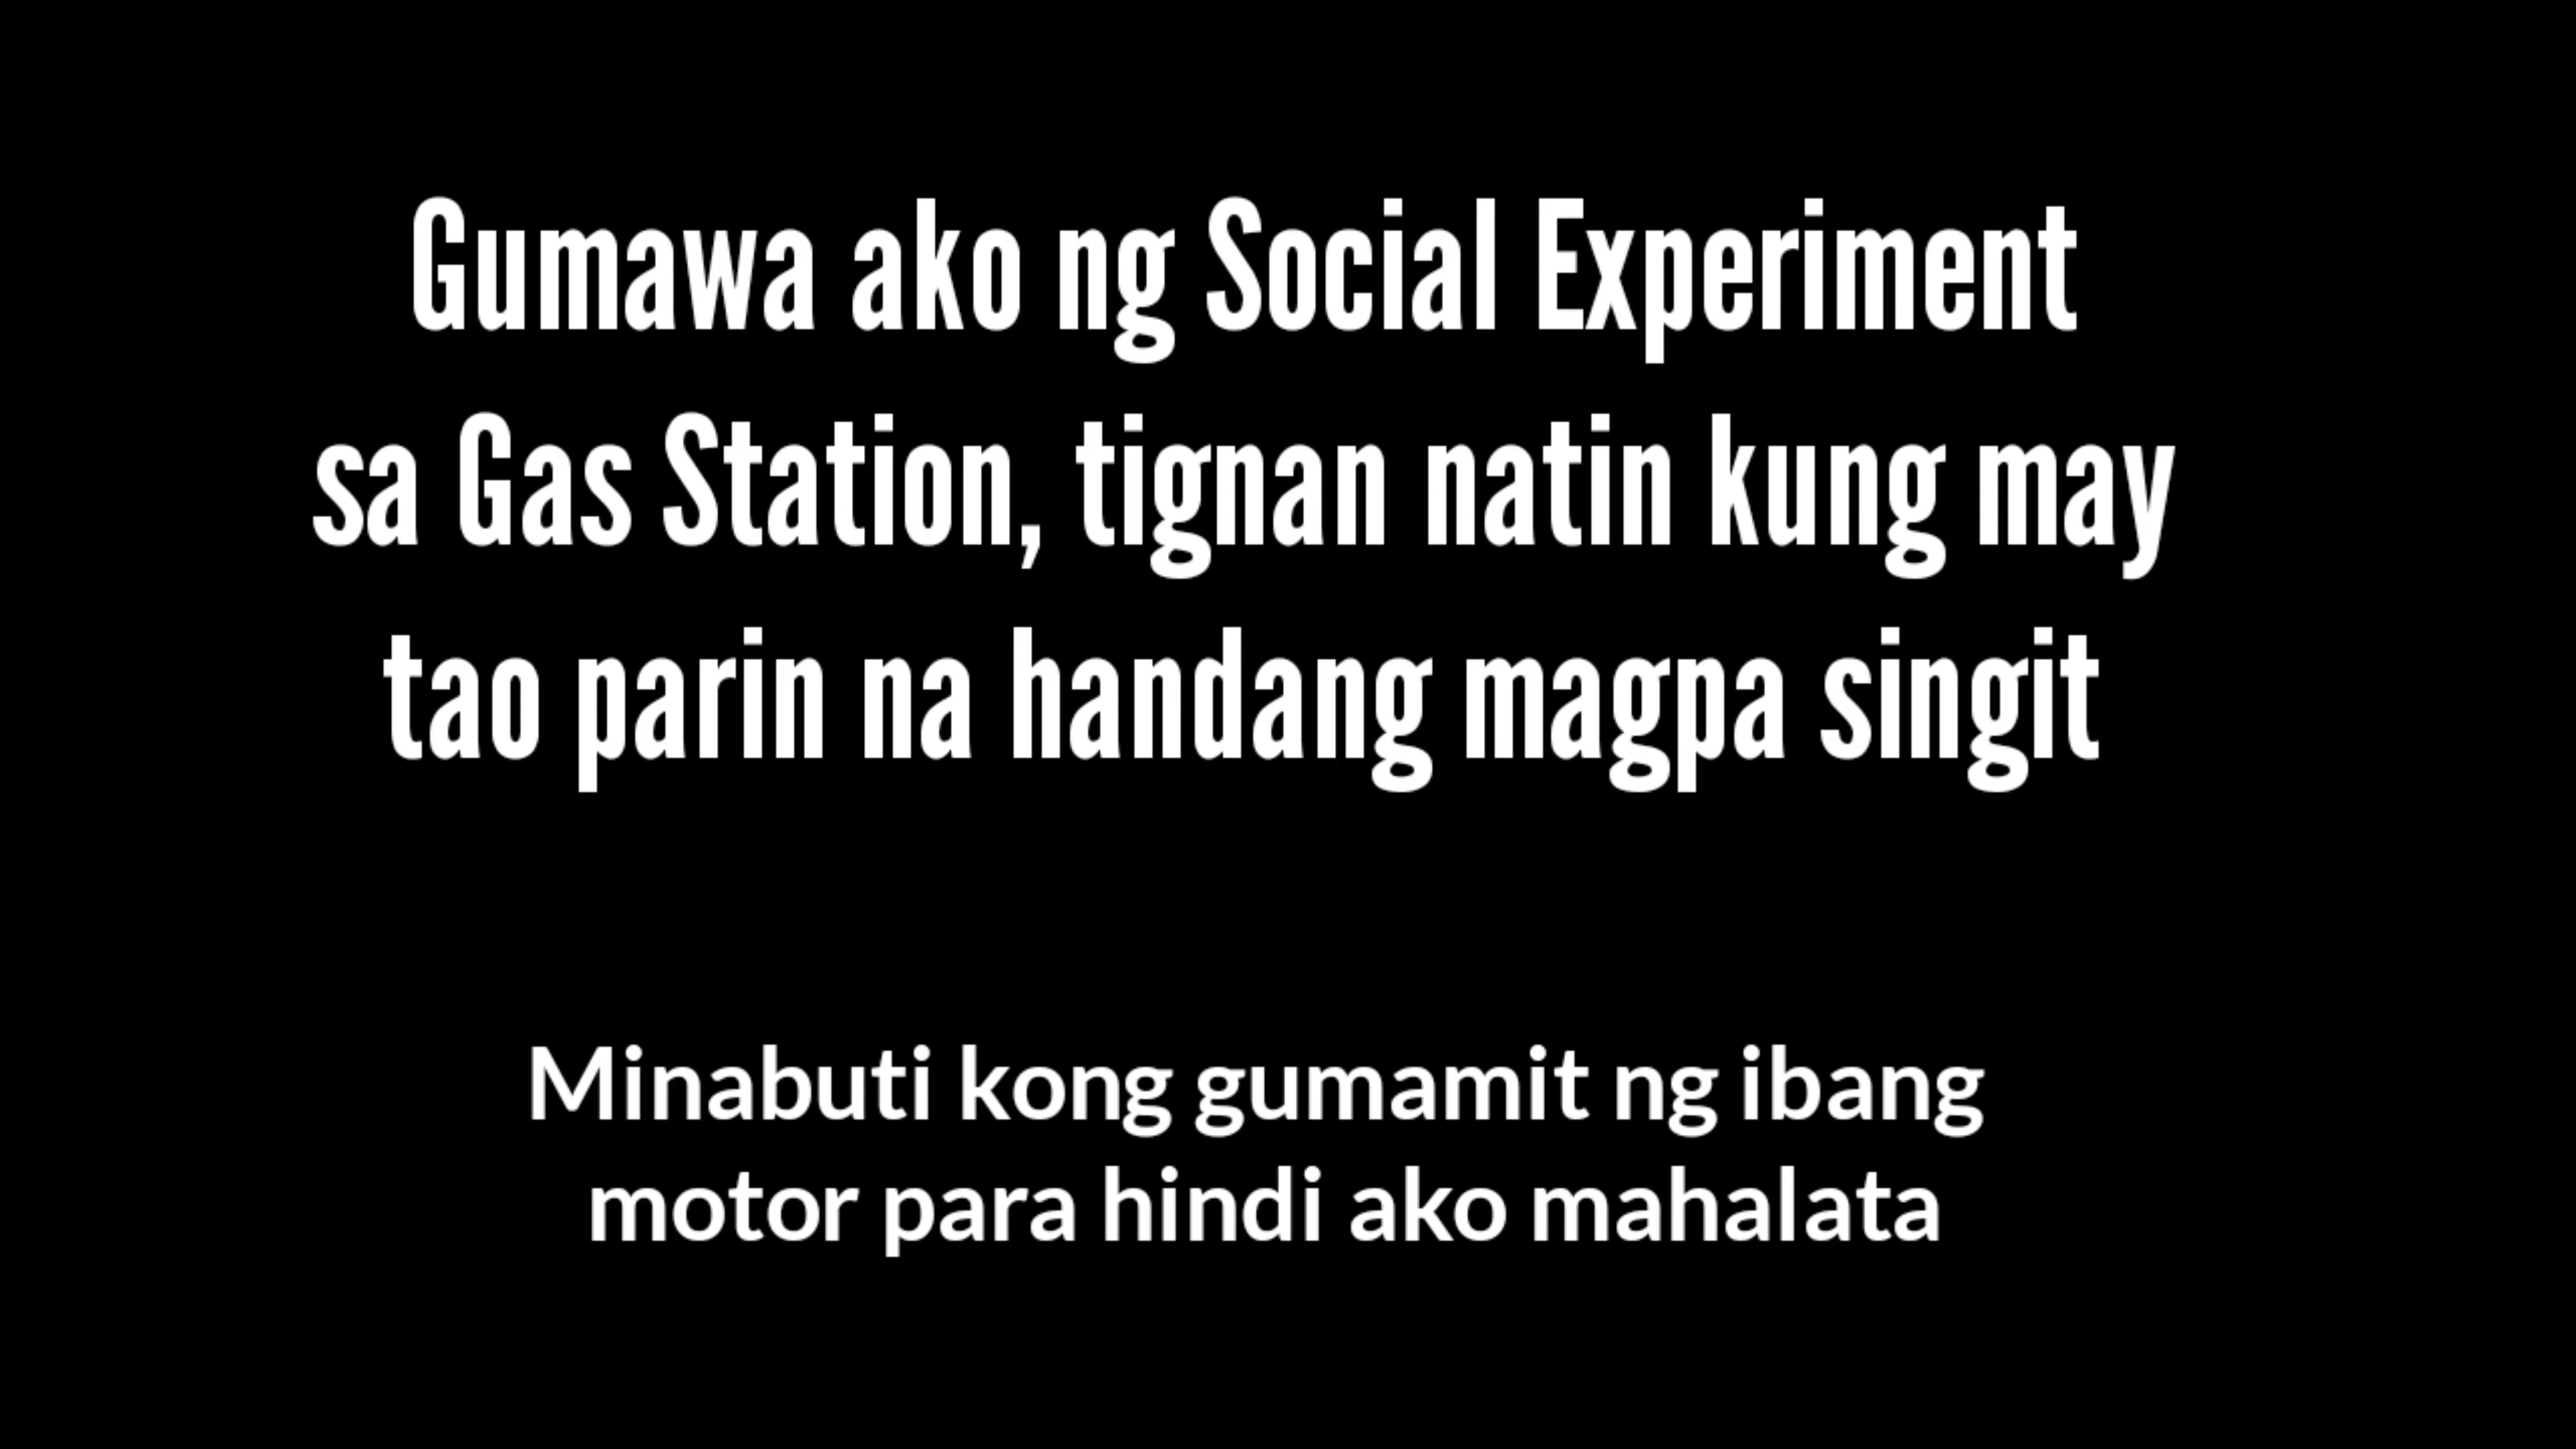 Gumawa ako ng Social Experiment
sa Gas Station, tignan natin kung may
tao parin na handang magpa singit
Minabuti kong gumamit ng ibang
motor para hindi ako mahalata